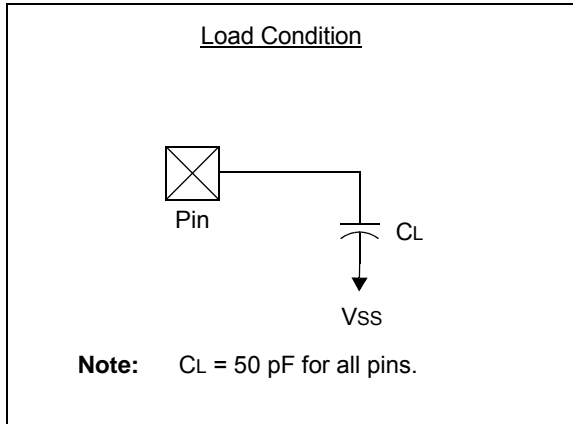 Load Condition
Pin
CL
VSS
Note: CL = 50 pF for all pins.